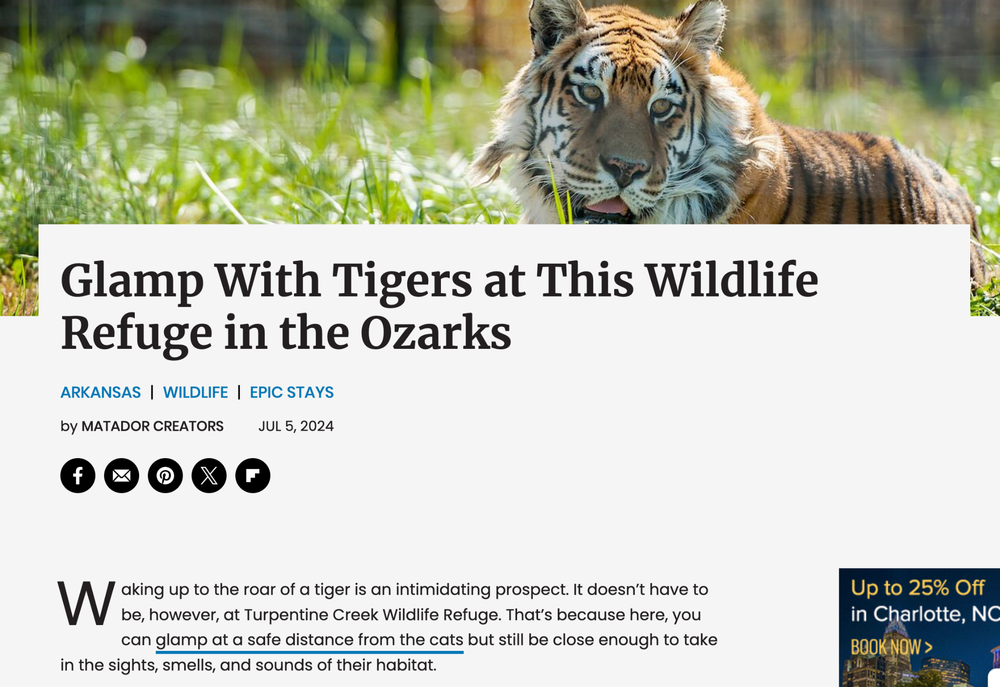 Glamp With Tigers at This Wildlife
Refuge in the Ozarks
ARKANSAS | WILDLIFE | EPIC STAYS
by MATADOR CREATORS JUL 5, 2024
Waking up to the roar of a tiger is an intimidating prospect. It doesn’t have to
be, however, at Turpentine Creek Wildlife Refuge. That’s because here, you
can glamp at a safe distance from the cats but still be close enough to take
in the sights, smells, and sounds of their habitat.
Up to 25% Off
in Charlotte, NC
BOOK NOW >